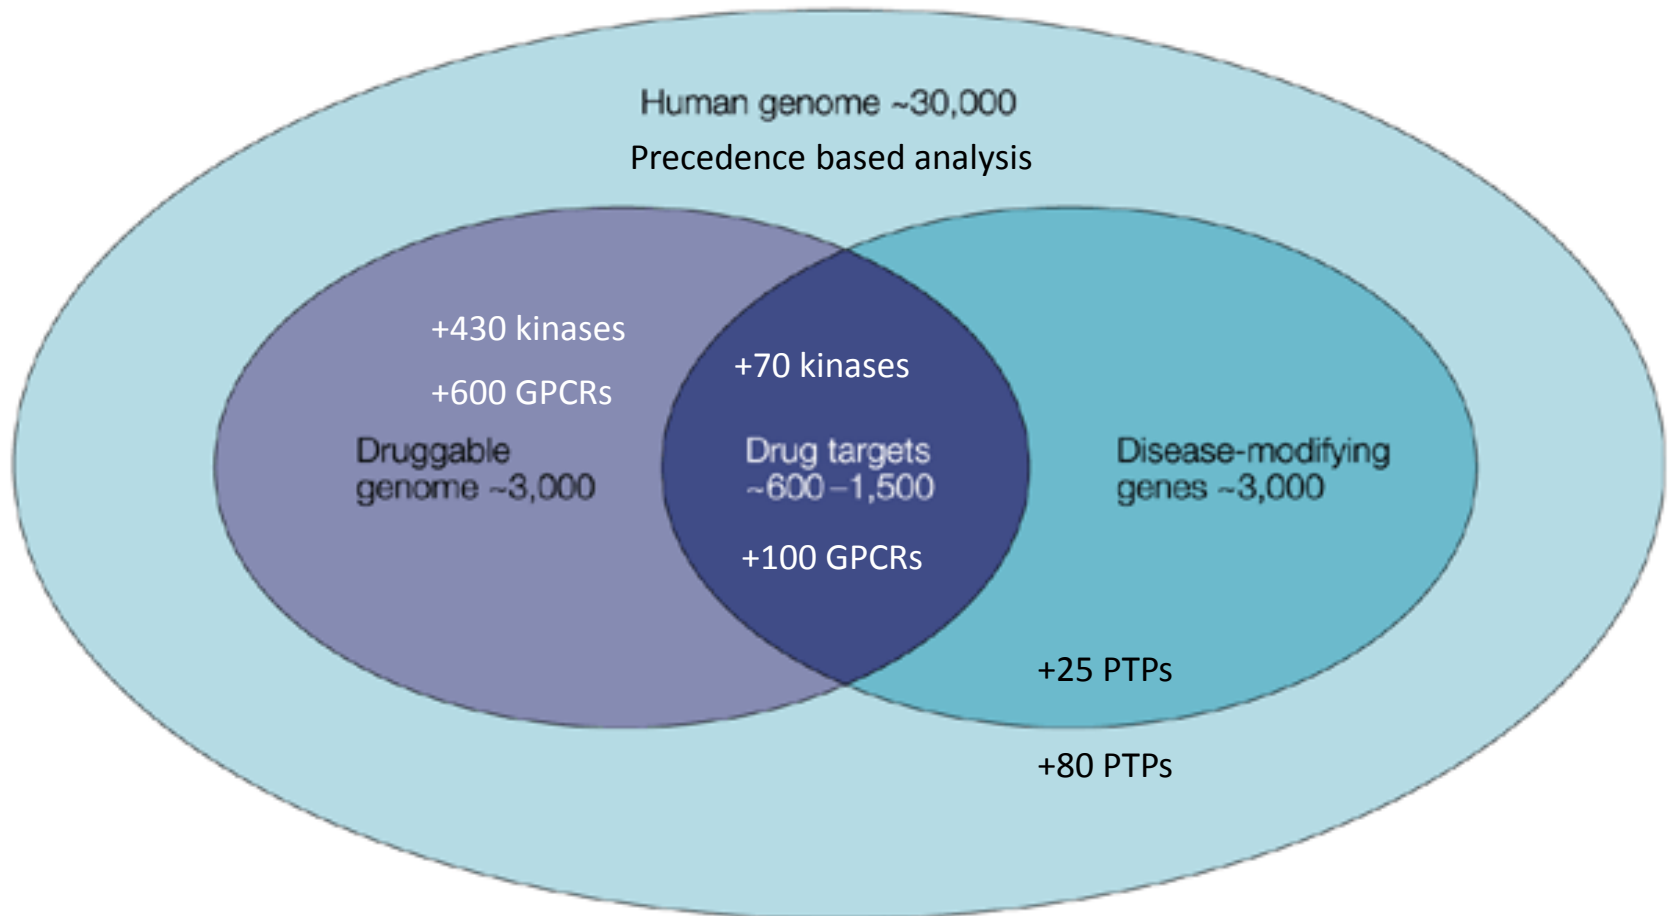 Human genome ~30,000
Precedence based analysis
+430 kinases
+600 GPCRs
Druggable
genome ~3,000
+70 kinases
Drug targets
~600–1,500
+100 GPCRs
Disease-modifying
genes ~3,000
+25 PTPs
+80 PTPs